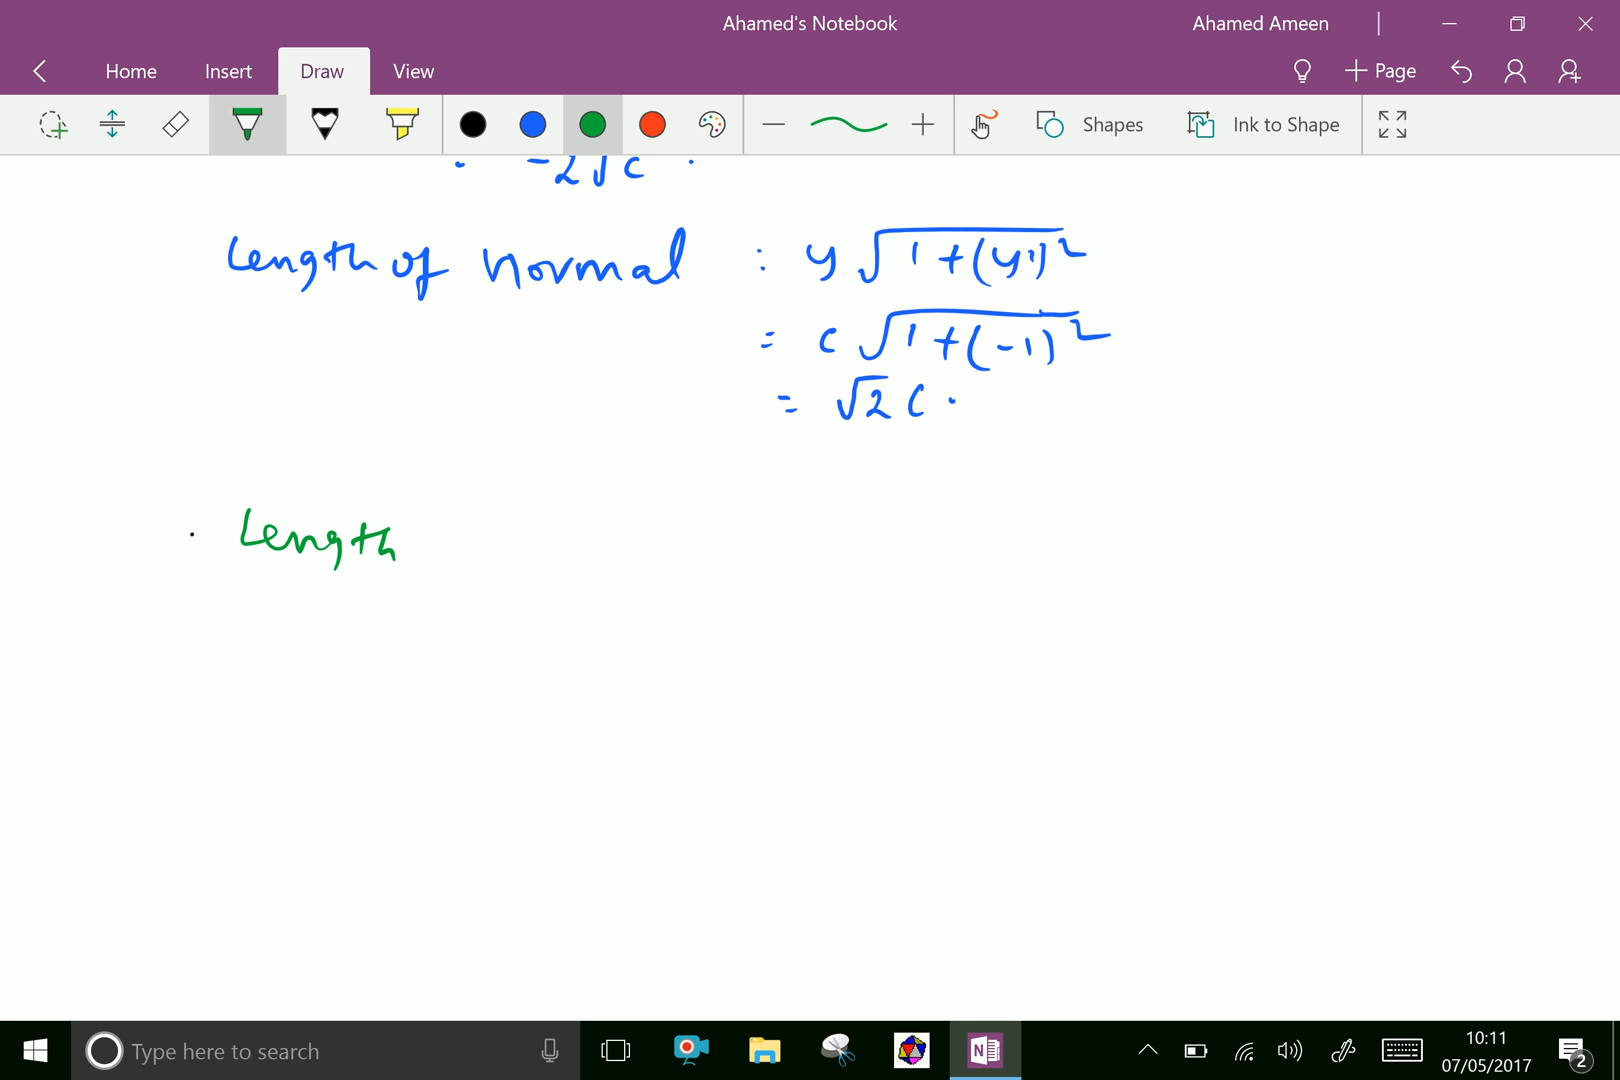 Ahamed's Notebook Ahamed Ameen
Home Insert Draw View Page
Shapes Ink to Shape
: -2√c .
Length of normal : y √1+(y')²
= c √1+(-1)²
= √2 c .
. Length
Type here to search
N
10:11
07/05/2017
2